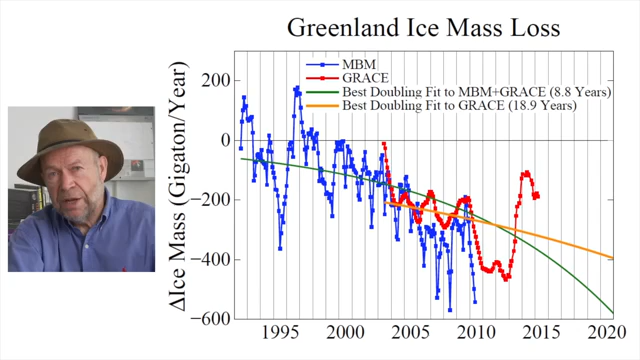 Greenland Ice Mass Loss
MBM
GRACE
Best Doubling Fit to MBM+GRACE (8.8 Years)
Best Doubling Fit to GRACE (18.9 Years)
ΔIce Mass (Gigaton/Year)
200
0
−200
−400
−600
1995 2000 2005 2010 2015 2020